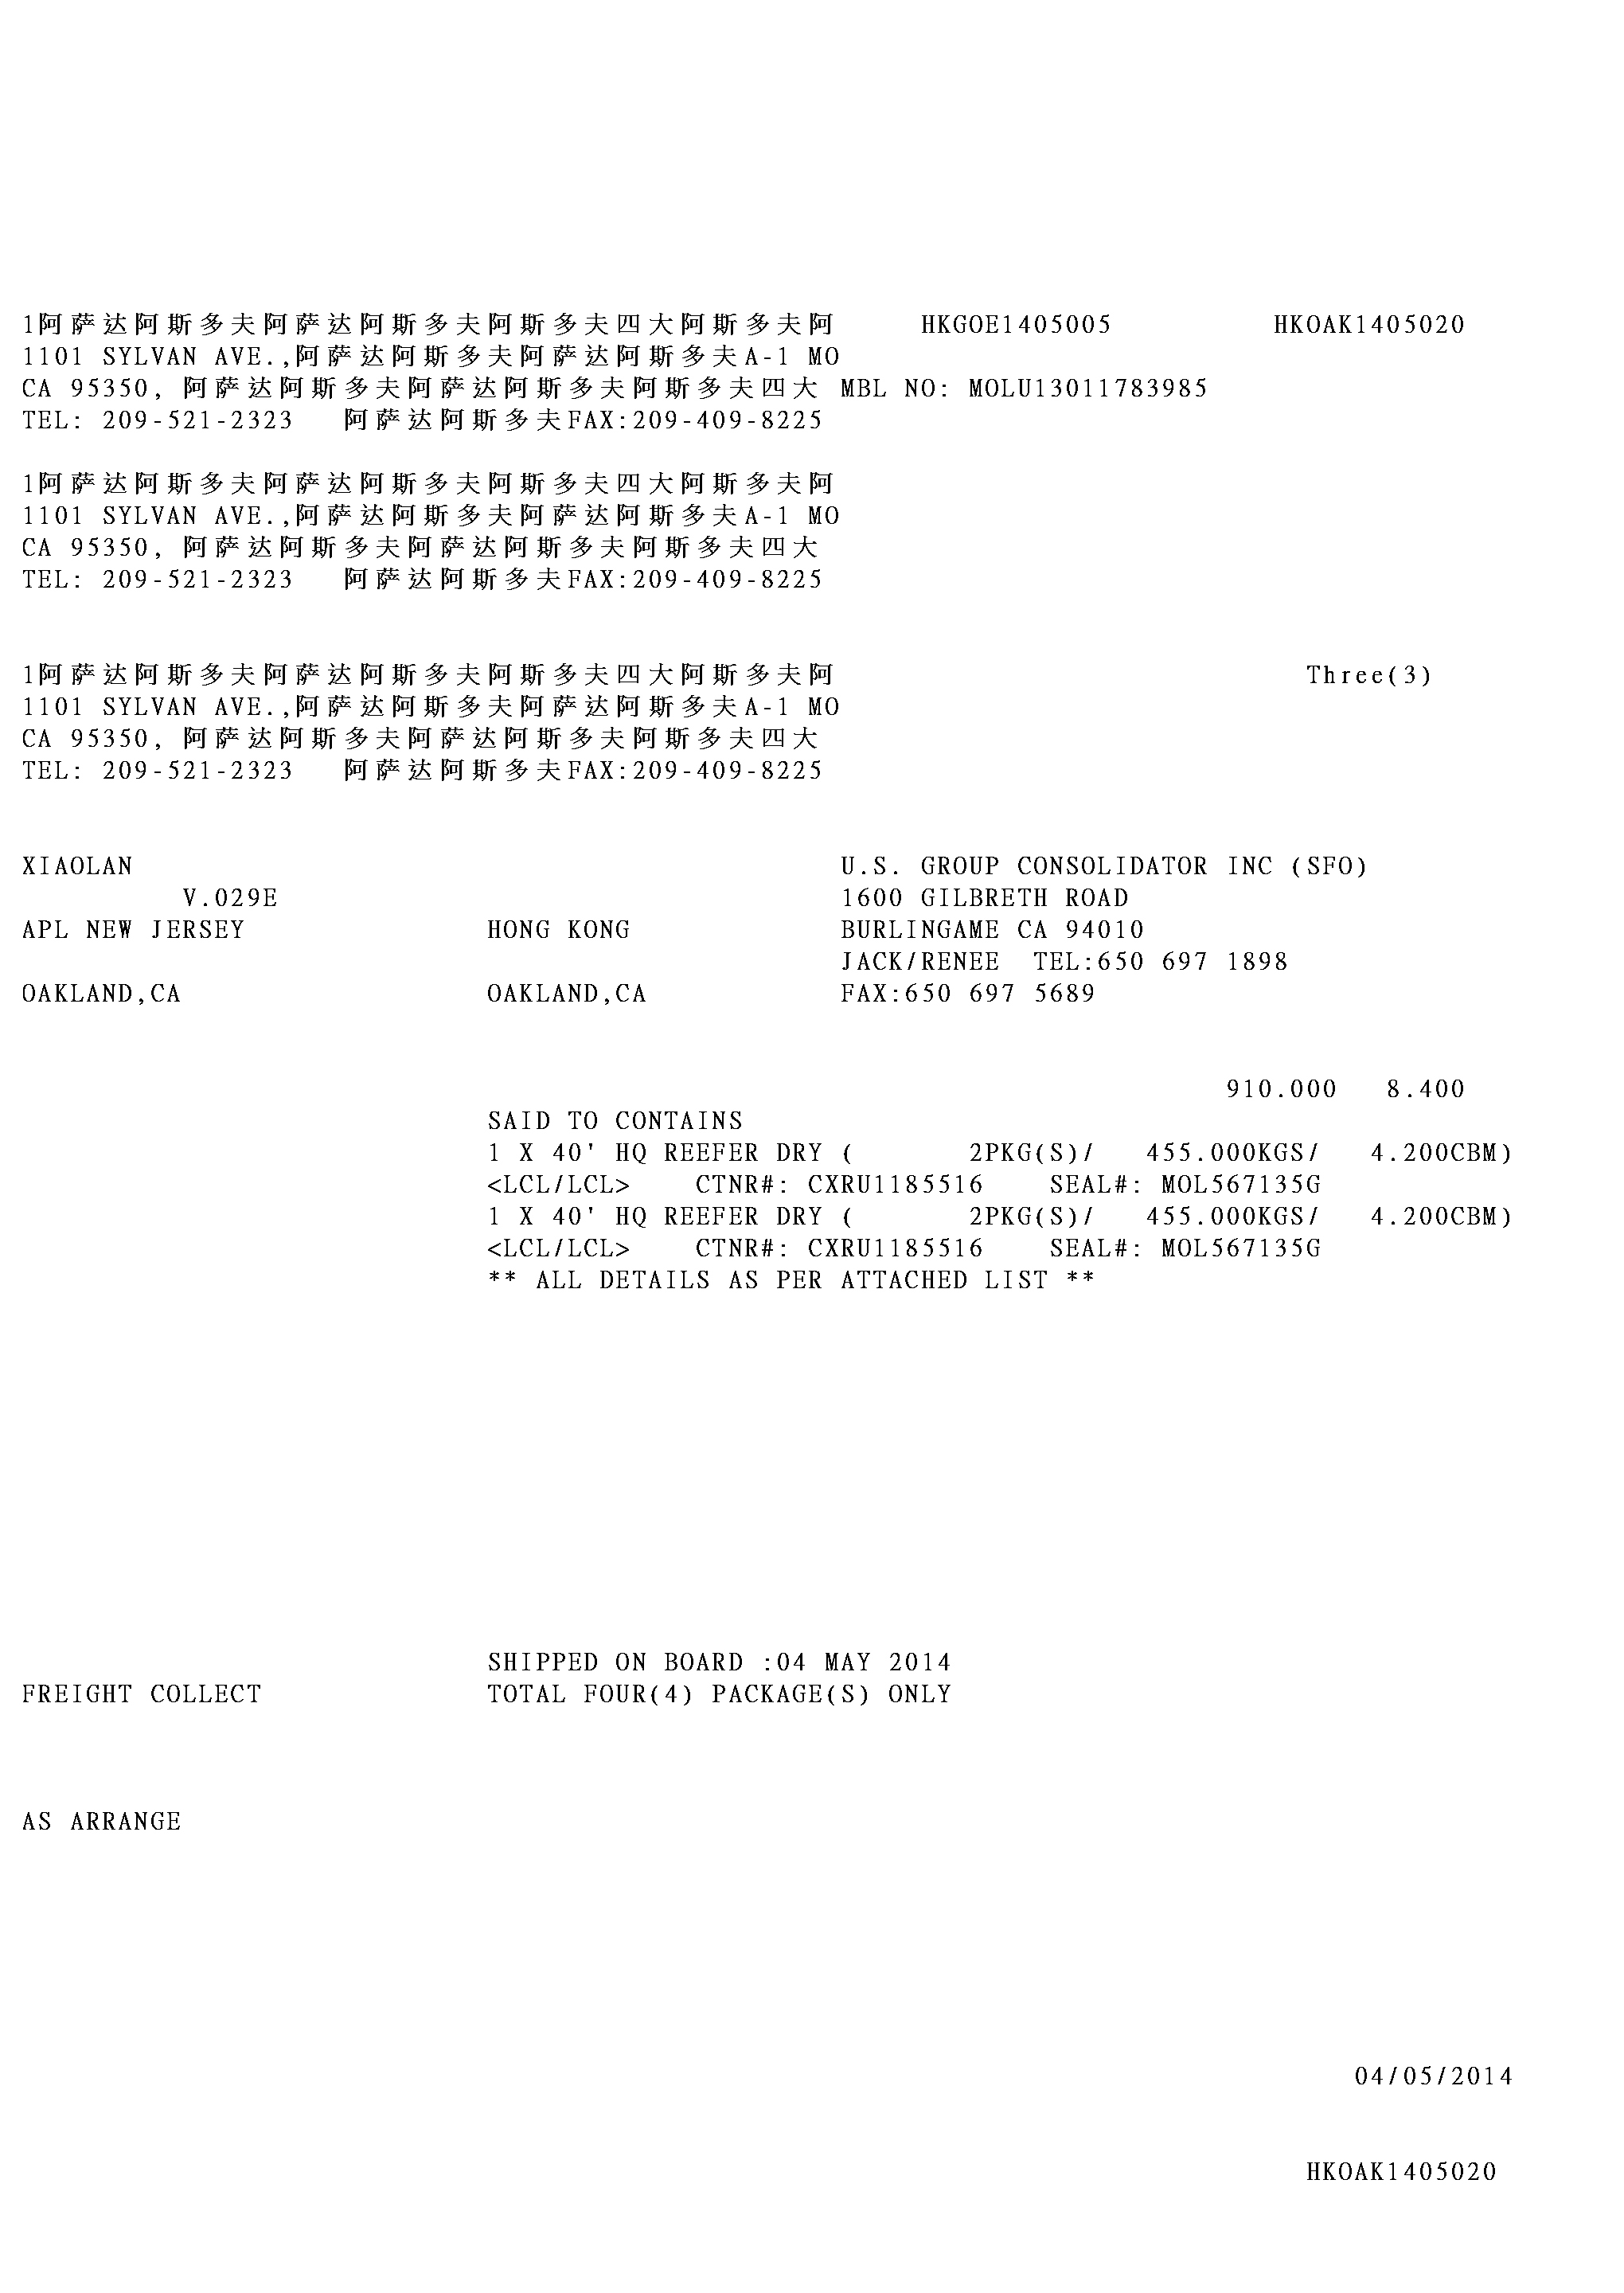 1阿萨达阿斯多夫阿萨达阿斯多夫阿斯多夫四大阿斯多夫阿 HKGOE1405005 HKOAK1405020
1101 SYLVAN AVE.,阿萨达阿斯多夫阿萨达阿斯多夫A-1 MO
CA 95350, 阿萨达阿斯多夫阿萨达阿斯多夫阿斯多夫四大 MBL NO: MOLU13011783985
TEL: 209-521-2323 阿萨达阿斯多夫FAX:209-409-8225
1阿萨达阿斯多夫阿萨达阿斯多夫阿斯多夫四大阿斯多夫阿
1101 SYLVAN AVE.,阿萨达阿斯多夫阿萨达阿斯多夫A-1 MO
CA 95350, 阿萨达阿斯多夫阿萨达阿斯多夫阿斯多夫四大
TEL: 209-521-2323 阿萨达阿斯多夫FAX:209-409-8225
1阿萨达阿斯多夫阿萨达阿斯多夫阿斯多夫四大阿斯多夫阿 Three(3)
1101 SYLVAN AVE.,阿萨达阿斯多夫阿萨达阿斯多夫A-1 MO
CA 95350, 阿萨达阿斯多夫阿萨达阿斯多夫阿斯多夫四大
TEL: 209-521-2323 阿萨达阿斯多夫FAX:209-409-8225
XIAOLAN U.S. GROUP CONSOLIDATOR INC (SFO)
V.029E 1600 GILBRETH ROAD
APL NEW JERSEY HONG KONG BURLINGAME CA 94010
JACK/RENEE TEL:650 697 1898
OAKLAND,CA OAKLAND,CA FAX:650 697 5689
910.000 8.400
SAID TO CONTAINS
1 X 40' HQ REEFER DRY ( 2PKG(S)/ 455.000KGS/ 4.200CBM)
<LCL/LCL> CTNR#: CXRU1185516 SEAL#: MOL567135G
1 X 40' HQ REEFER DRY ( 2PKG(S)/ 455.000KGS/ 4.200CBM)
<LCL/LCL> CTNR#: CXRU1185516 SEAL#: MOL567135G
** ALL DETAILS AS PER ATTACHED LIST **
SHIPPED ON BOARD :04 MAY 2014
FREIGHT COLLECT TOTAL FOUR(4) PACKAGE(S) ONLY
AS ARRANGE
04/05/2014
HKOAK1405020